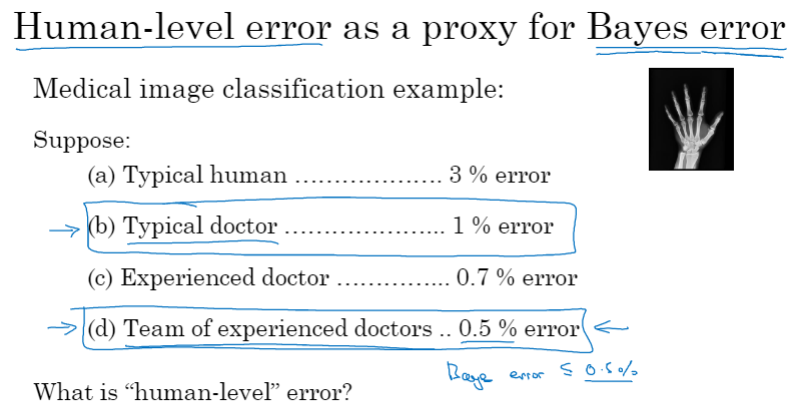 Human-level error as a proxy for Bayes error
Medical image classification example:
Suppose:
(a) Typical human ................... 3 % error
(b) Typical doctor ..................... 1 % error
(c) Experienced doctor .............. 0.7 % error
(d) Team of experienced doctors .. 0.5 % error
Baye error ≤ 0.5%
What is “human-level” error?